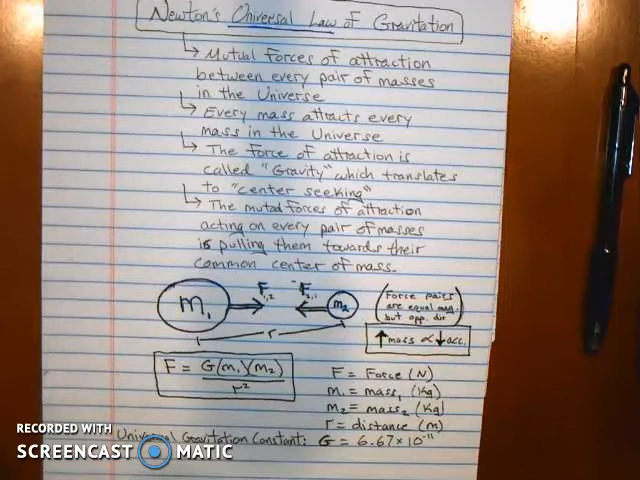 Newton's Universal Law of Gravitation
↳ Mutual forces of attraction
between every pair of masses
in the Universe
↳ Every mass attracts every
mass in the Universe
↳ The force of attraction is
called "Gravity" which translates
to "center seeking"
↳ The mutual forces of attraction
acting on every pair of masses
is pulling them towards their
common center of mass.
m₁ F₁,₂ -F₂,₁ m₂
(Force pairs
are equal mag.
but opp. dir)
r
↑mass ∝ ↓acc.
F = G(m₁)(m₂)/r²
F = Force (N)
m₁ = mass₁ (Kg)
m₂ = mass₂ (Kg)
r = distance (m)
Universal Gravitation Constant: G = 6.67×10⁻¹¹
RECORDED WITH
SCREENCAST MATIC